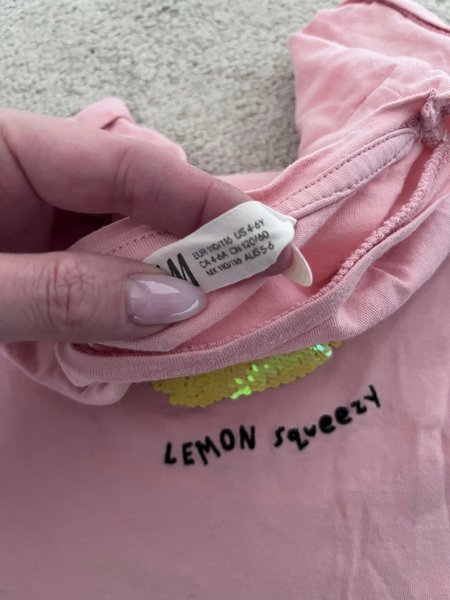 M
EUR 110/116 US 4-6Y
CA 4-6A CN 120/60
MX 110/116 AUS 5-6
LEMON squeezy